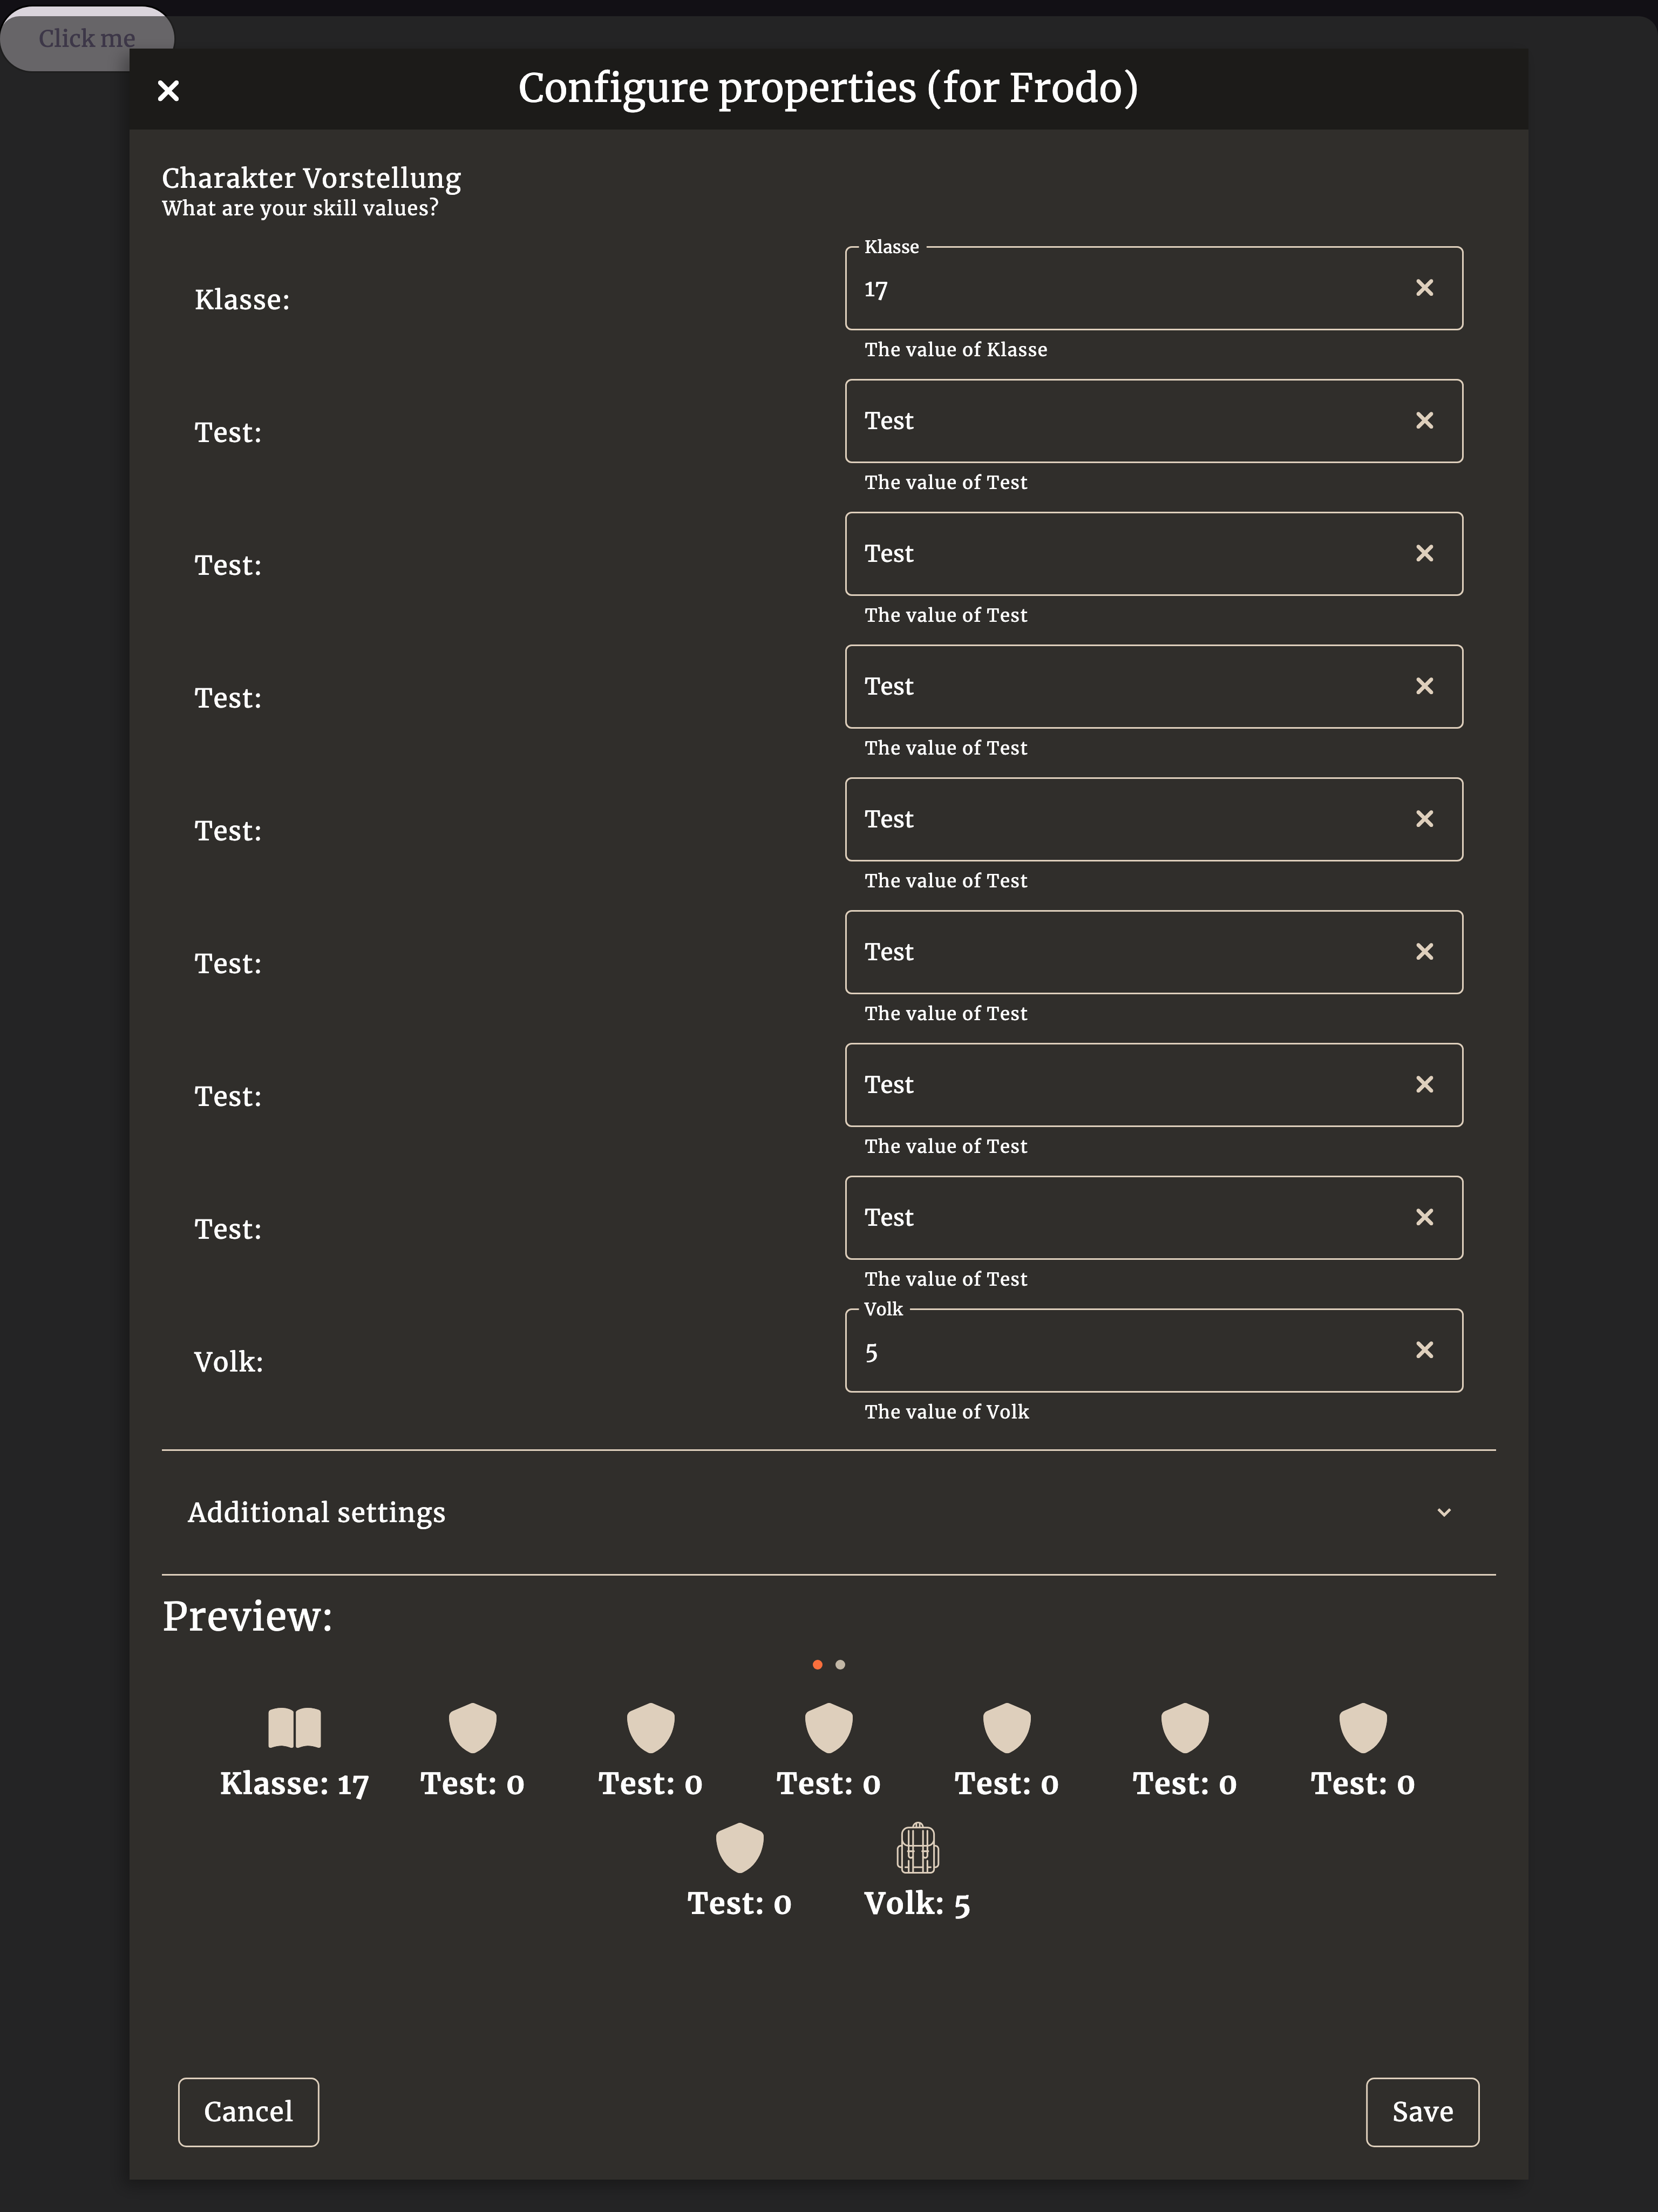 Click me
Configure properties (for Frodo)
Charakter Vorstellung
What are your skill values?
Klasse
Klasse:
17
The value of Klasse
Test:
Test
The value of Test
Test:
Test
The value of Test
Test:
Test
The value of Test
Test:
Test
The value of Test
Test:
Test
The value of Test
Test:
Test
The value of Test
Test:
Test
The value of Test
Volk
Volk:
5
The value of Volk
Additional settings
Preview:
Klasse: 17
Test: 0
Test: 0
Test: 0
Test: 0
Test: 0
Test: 0
Test: 0
Volk: 5
Cancel
Save